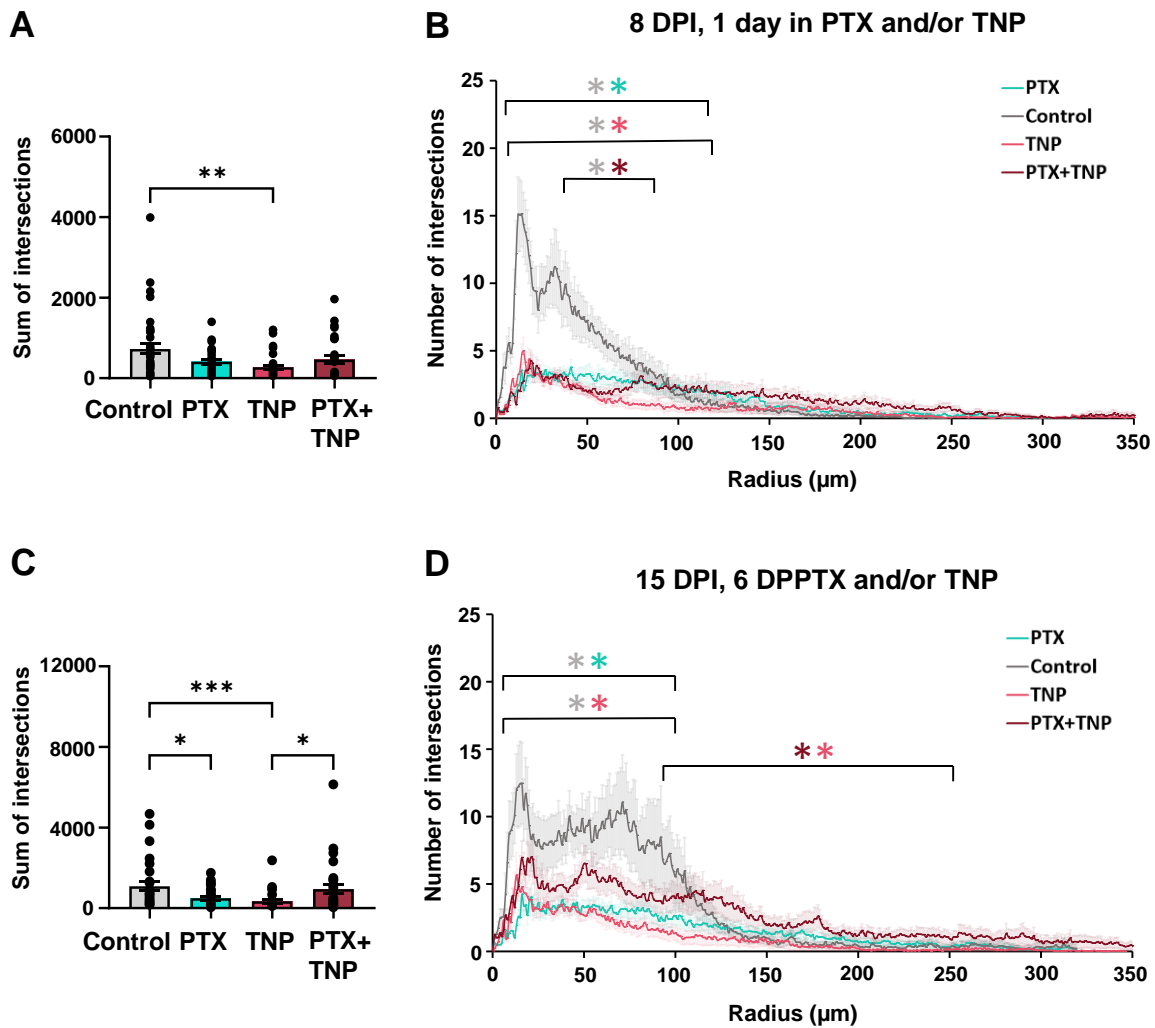 A
Sum of intersections
6000
4000
2000
0
**
Control PTX TNP PTX+
TNP
B
8 DPI, 1 day in PTX and/or TNP
Number of intersections
25
20
15
10
5
0
* *
* *
* *
PTX
Control
TNP
PTX+TNP
0 50 100 150 200 250 300 350
Radius (µm)
C
Sum of intersections
12000
8000
4000
0
***
* *
Control PTX TNP PTX+
TNP
D
15 DPI, 6 DPPTX and/or TNP
Number of intersections
25
20
15
10
5
0
* *
* *
* *
PTX
Control
TNP
PTX+TNP
0 50 100 150 200 250 300 350
Radius (µm)